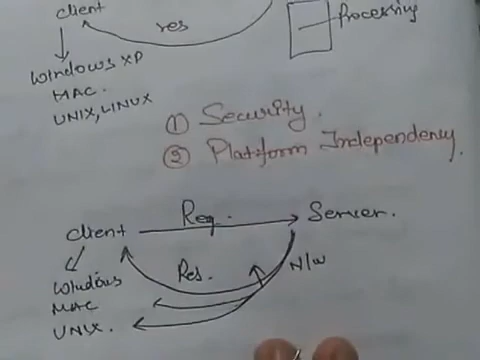 client
res
Processing
Windows XP
MAC.
UNIX, LINUX
① Security.
② Platform Independency.
Req.
client
Server.
Res.
N/W
Windows
MAC
UNIX.